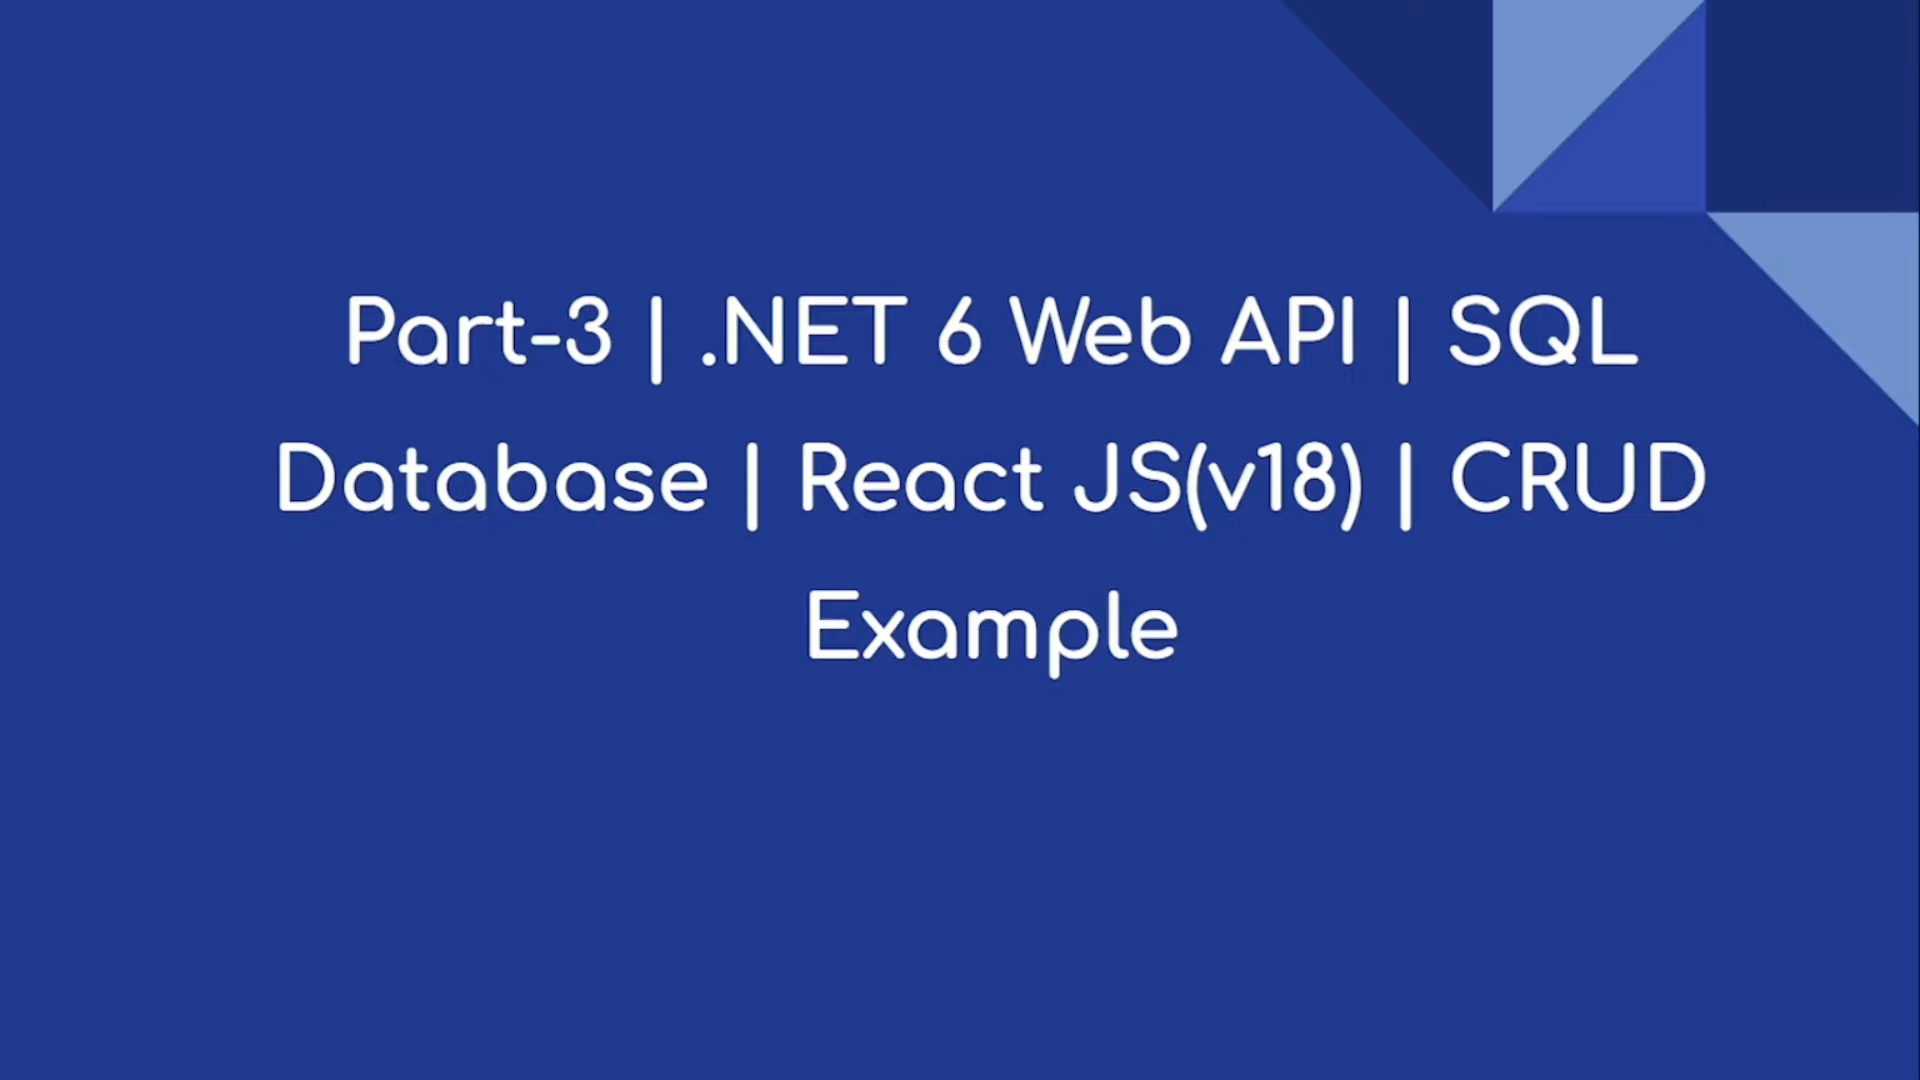 Part-3 | .NET 6 Web API | SQL
Database | React JS(v18) | CRUD
Example